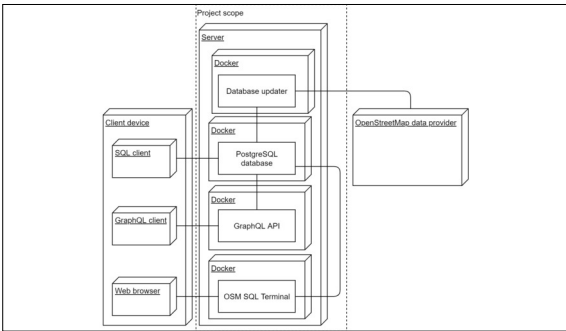 Project scope
Server
Docker
Database updater
Client device
OpenStreetMap data provider
Docker
SQL client
PostgreSQL
database
Docker
GraphQL client
GraphQL API
Docker
Web browser
OSM SQL Terminal